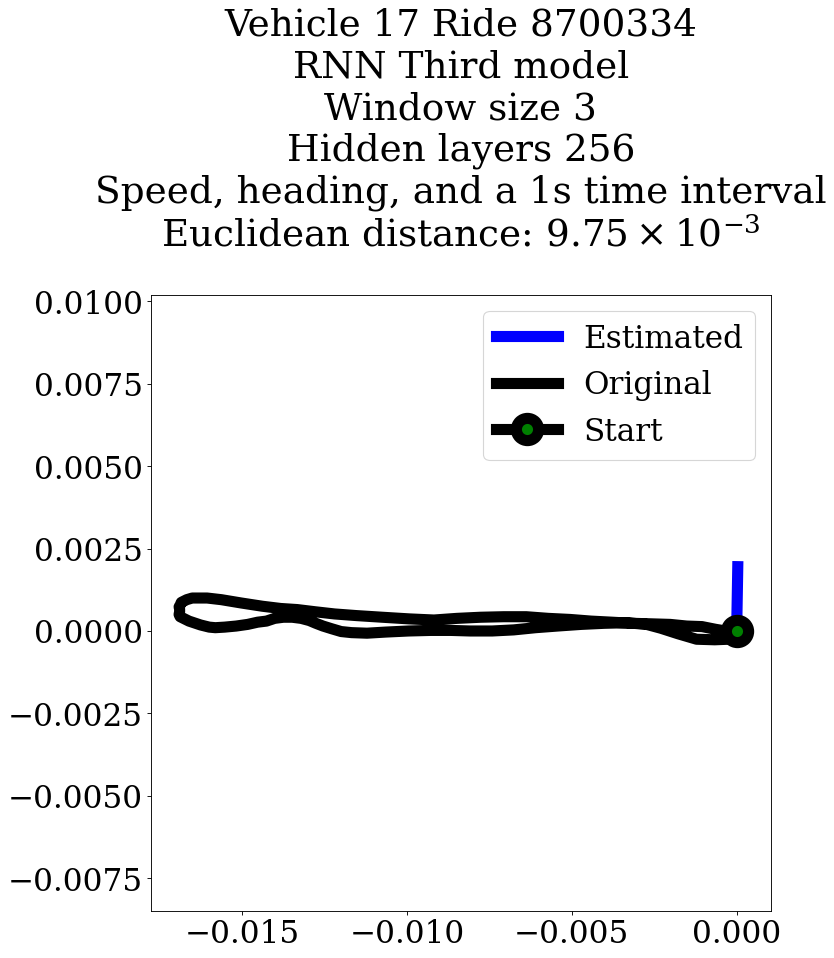 Vehicle 17 Ride 8700334
RNN Third model
Window size 3
Hidden layers 256
Speed, heading, and a 1s time interval
Euclidean distance: 9.75 × 10⁻³
0.0100
0.0075
0.0050
0.0025
0.0000
−0.0025
−0.0050
−0.0075
Estimated
Original
Start
−0.015 −0.010 −0.005 0.000